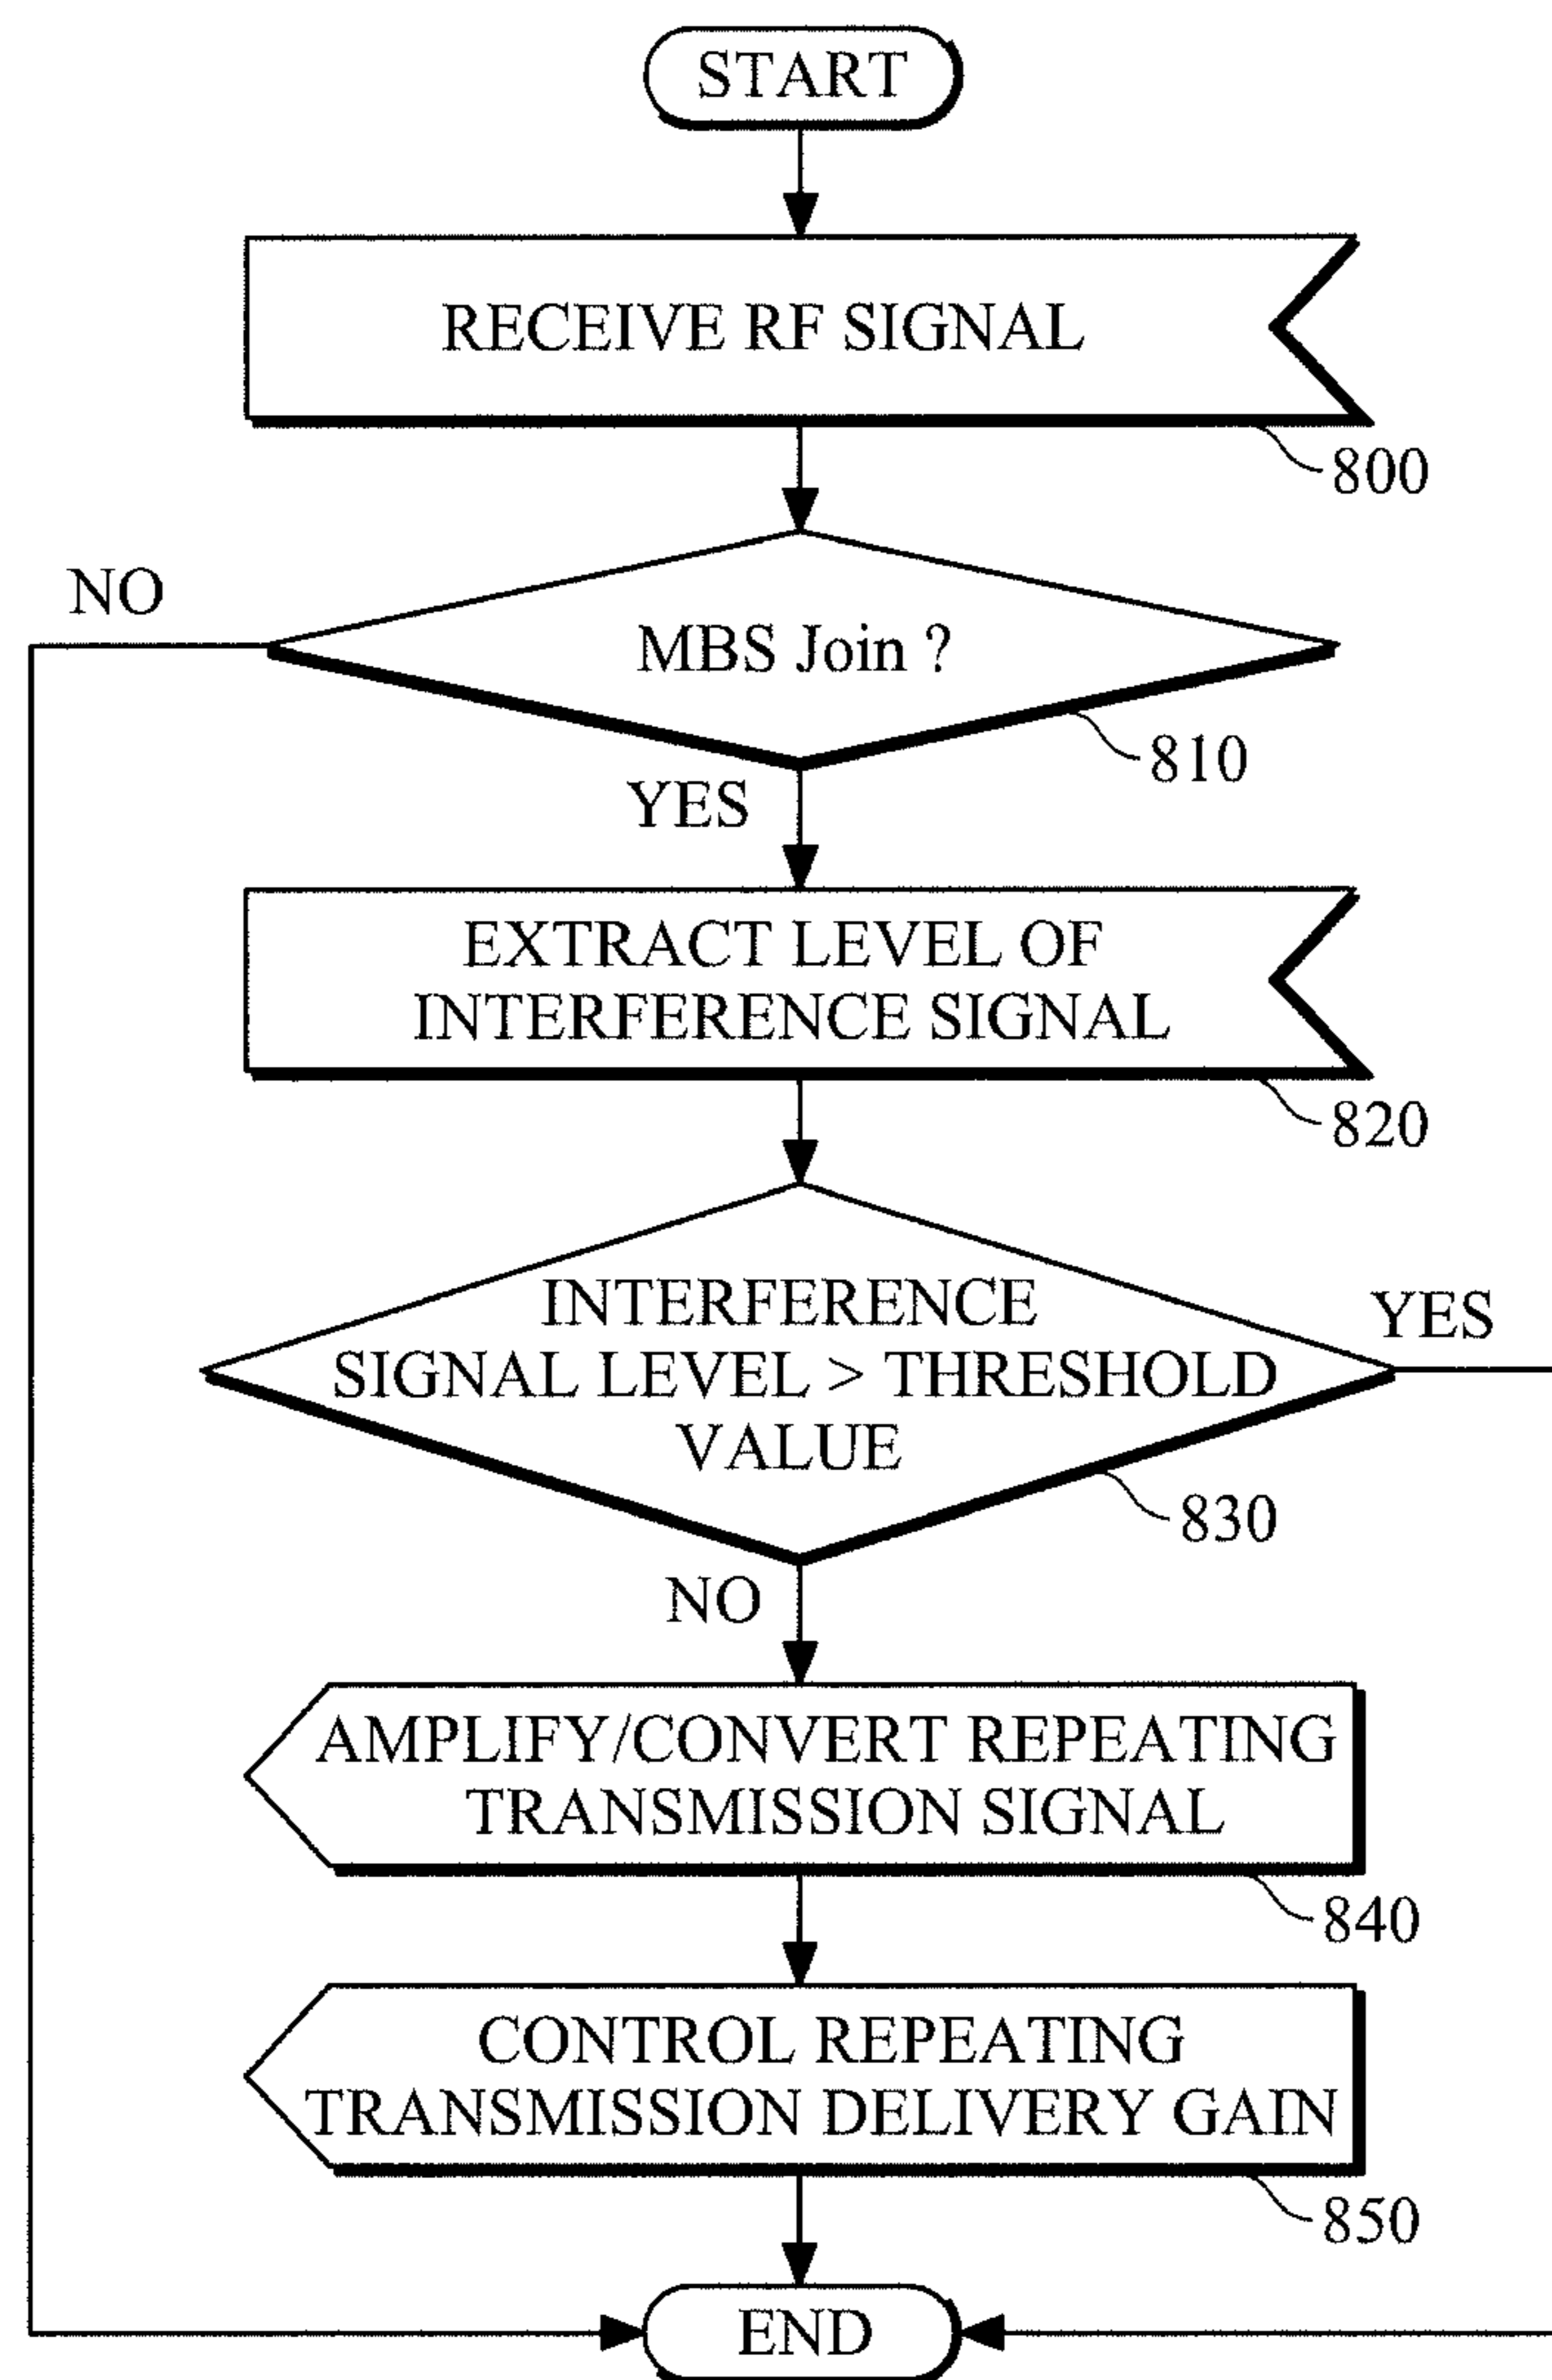 START
RECEIVE RF SIGNAL
800
NO
MBS Join ?
810
YES
EXTRACT LEVEL OF
INTERFERENCE SIGNAL
820
INTERFERENCE
SIGNAL LEVEL > THRESHOLD
VALUE
YES
830
NO
AMPLIFY/CONVERT REPEATING
TRANSMISSION SIGNAL
840
CONTROL REPEATING
TRANSMISSION DELIVERY GAIN
850
END